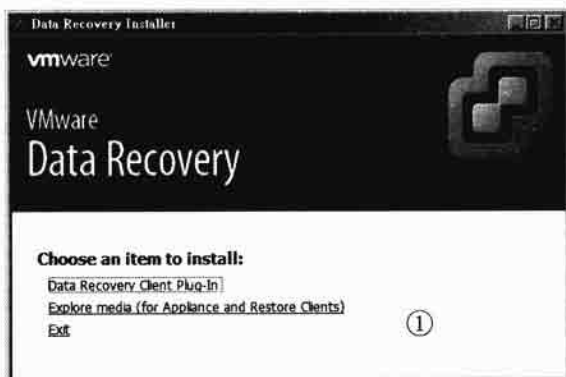 Data Recovery Installer
vmware
VMware
Data Recovery
Choose an item to install:
Data Recovery Client Plug-In
Explore media (for Appliance and Restore Clients)
Exit
①